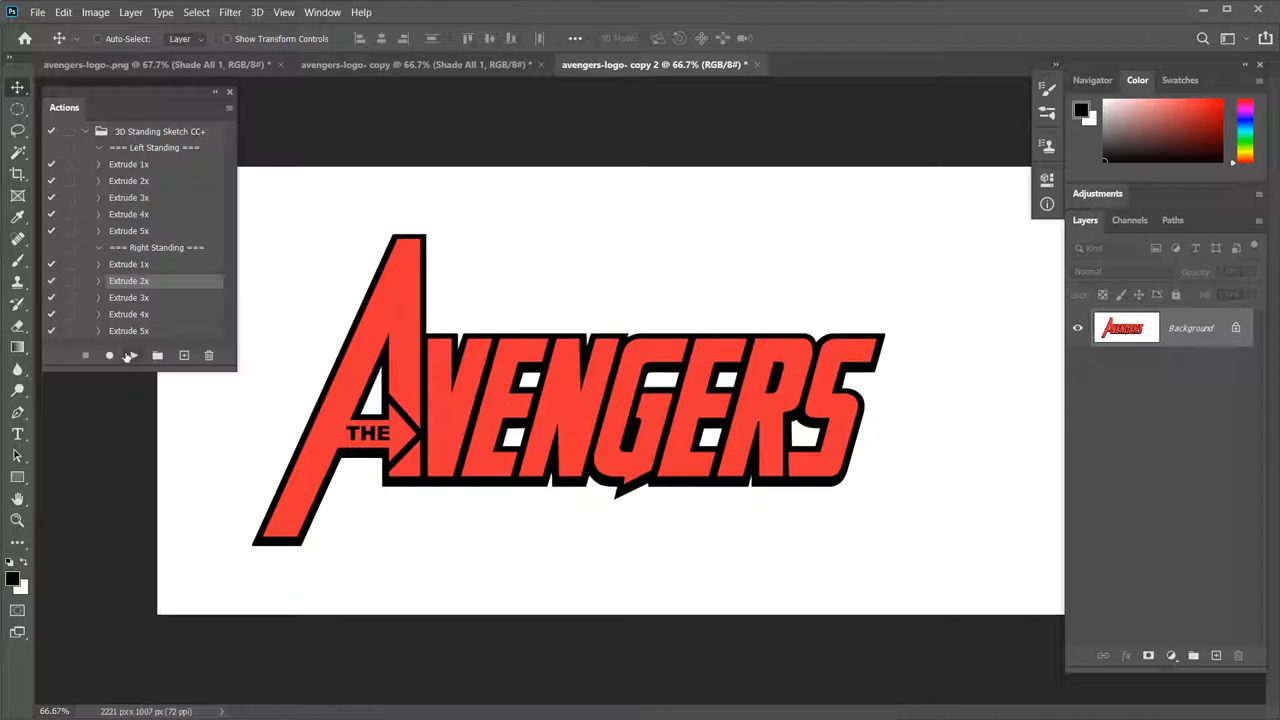 Ps File Edit Image Layer Type Select Filter 3D View Window Help
Auto-Select: Layer Show Transform Controls 3D Model:
avengers-logo-.png @ 67.7% (Shade All 1, RGB/8#) * avengers-logo- copy @ 66.7% (Shade All 1, RGB/8#) * avengers-logo- copy 2 @ 66.7% (RGB/8#) *
Actions
3D Standing Sketch CC+
=== Left Standing ===
Extrude 1x
Extrude 2x
Extrude 3x
Extrude 4x
Extrude 5x
=== Right Standing ===
Extrude 1x
Extrude 2x
Extrude 3x
Extrude 4x
Extrude 5x
THE
AVENGERS
Navigator Color Swatches
Adjustments
Layers Channels Paths
Kind
Normal Opacity:
Lock: Fill:
Background
66.67% 2221 px x 1007 px (72 ppi)